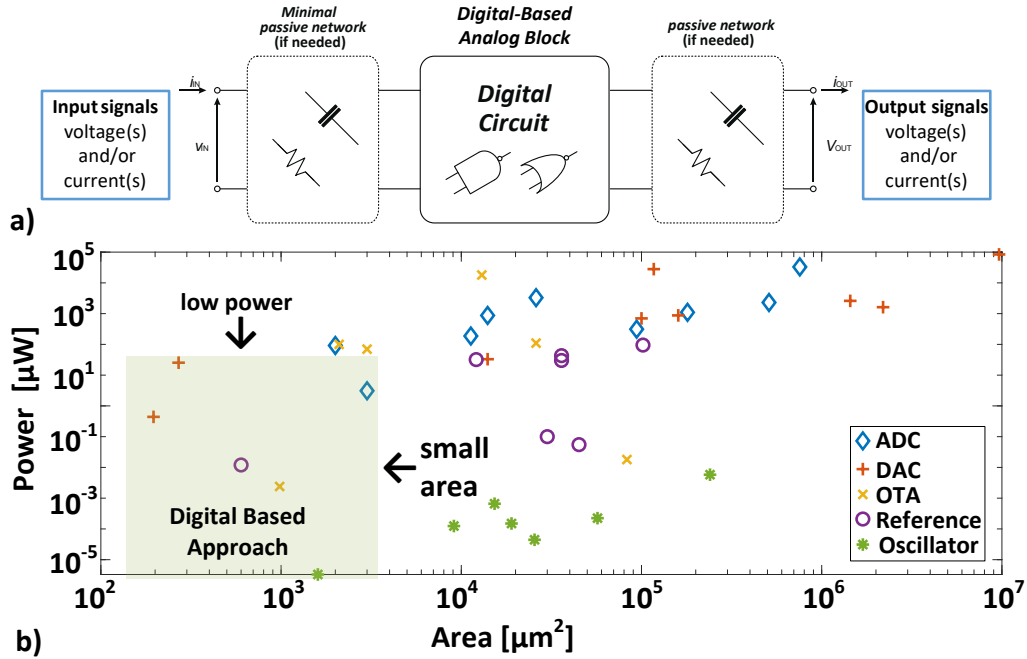 a)
Minimal
passive network
(if needed)
Digital-Based
Analog Block
passive network
(if needed)
Input signals
voltage(s)
and/or
current(s)
iIN
vIN
Digital
Circuit
iOUT
VOUT
Output signals
voltage(s)
and/or
current(s)
b)
Power [µW]
10^5
10^3
10^1
10^-1
10^-3
10^-5
low power
small
area
Digital Based
Approach
ADC
DAC
OTA
Reference
Oscillator
10^2
10^3
10^4
10^5
10^6
10^7
Area [µm^2]